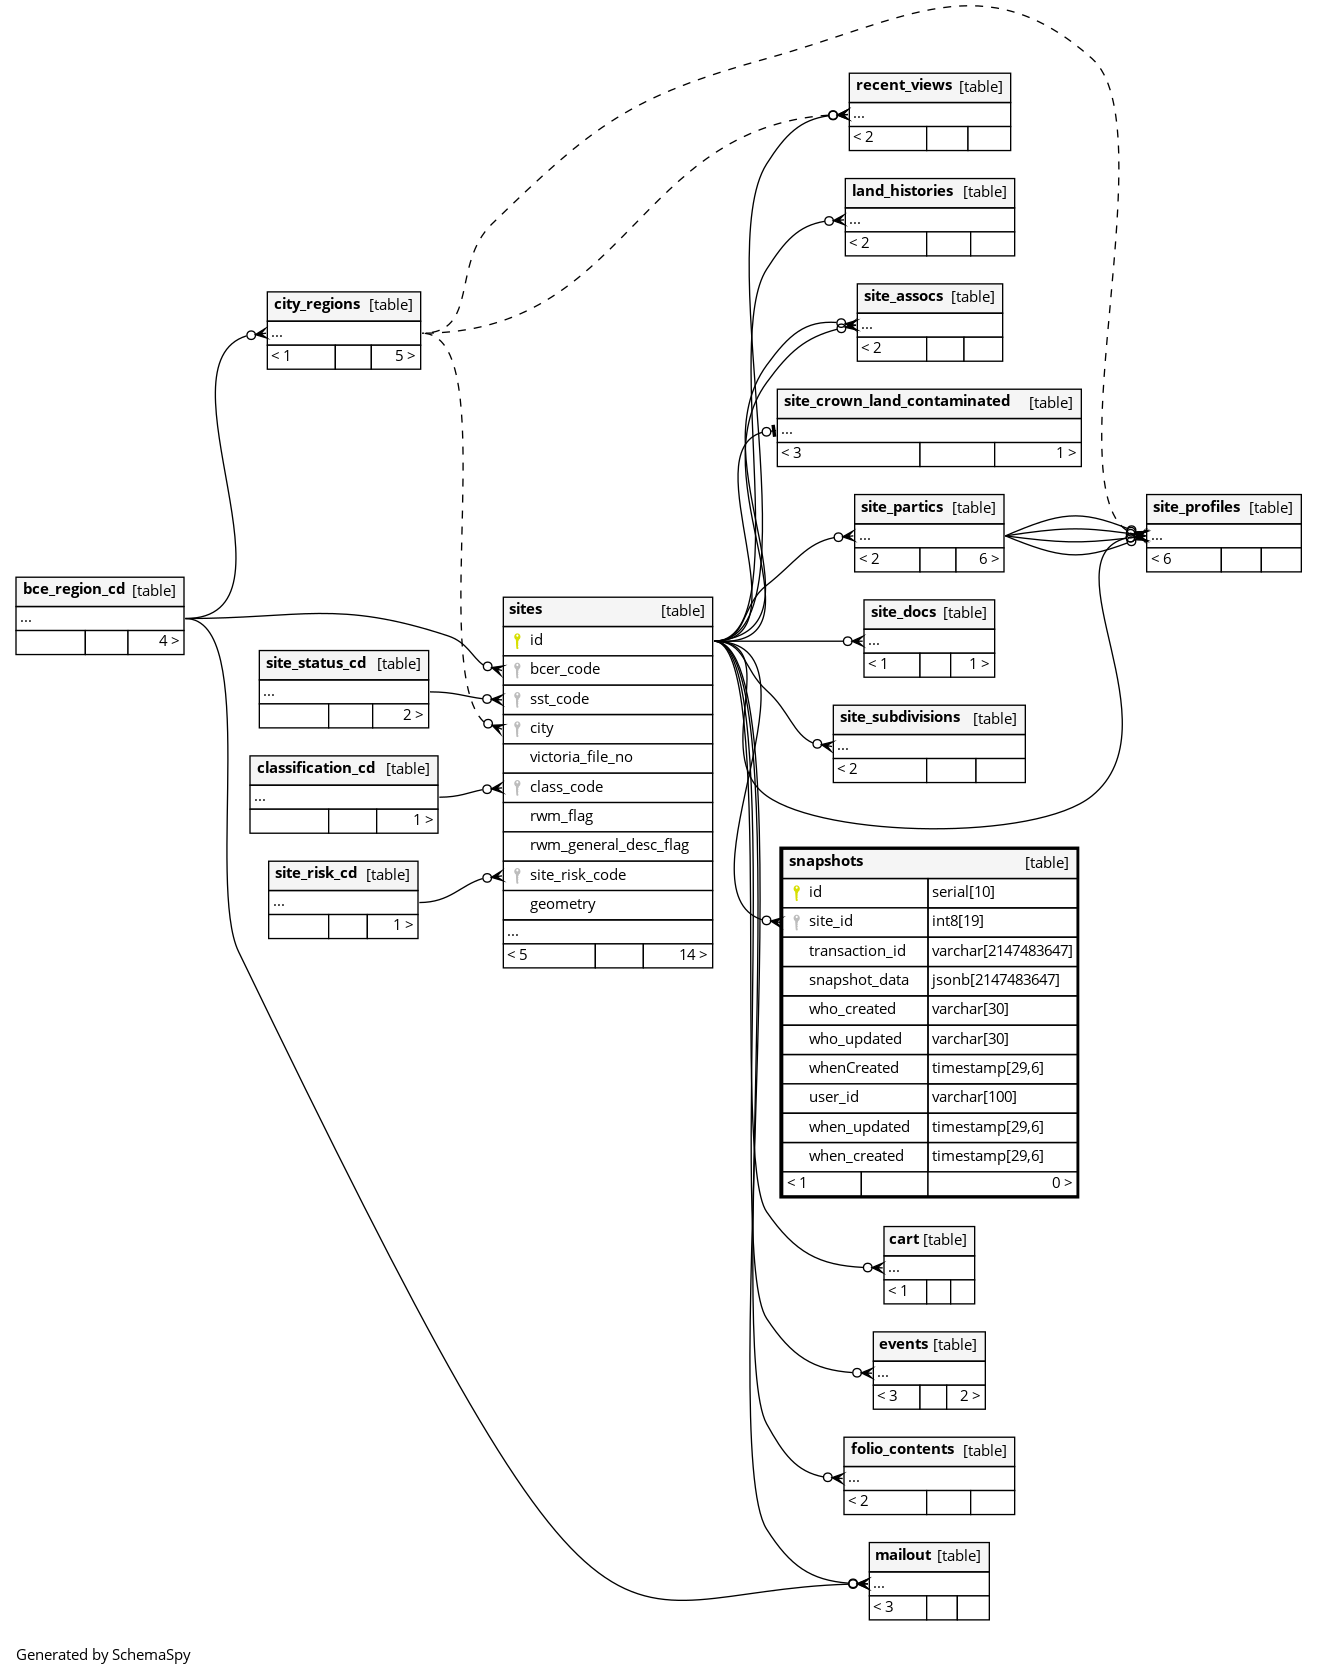 recent_views [table]
...
< 2
land_histories [table]
...
< 2
city_regions [table]
...
< 1 5 >
site_assocs [table]
...
< 2
site_crown_land_contaminated [table]
...
< 3 1 >
site_partics [table]
...
< 2 6 >
site_profiles [table]
...
< 6
bce_region_cd [table]
...
4 >
site_status_cd [table]
...
2 >
classification_cd [table]
...
1 >
site_risk_cd [table]
...
1 >
sites [table]
id
bcer_code
sst_code
city
victoria_file_no
class_code
rwm_flag
rwm_general_desc_flag
site_risk_code
geometry
...
< 5 14 >
site_docs [table]
...
< 1 1 >
site_subdivisions [table]
...
< 2
snapshots [table]
id serial[10]
site_id int8[19]
transaction_id varchar[2147483647]
snapshot_data jsonb[2147483647]
who_created varchar[30]
who_updated varchar[30]
whenCreated timestamp[29,6]
user_id varchar[100]
when_updated timestamp[29,6]
when_created timestamp[29,6]
< 1 0 >
cart [table]
...
< 1
events [table]
...
< 3 2 >
folio_contents [table]
...
< 2
mailout [table]
...
< 3
Generated by SchemaSpy